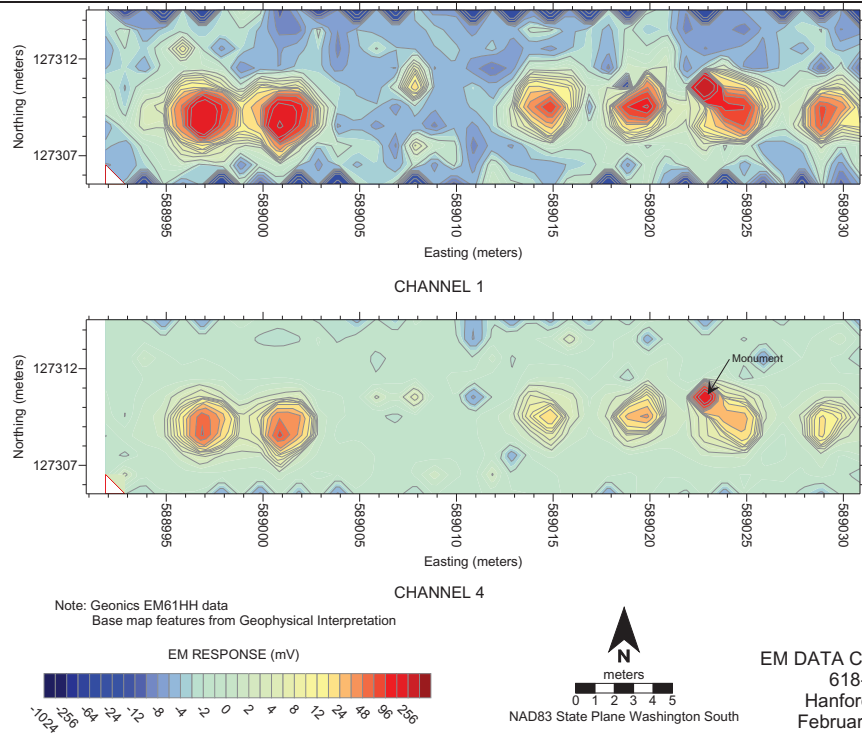 Northing (meters)
127312
127307
588995
589000
589005
589010
589015
589020
589025
589030
Easting (meters)
CHANNEL 1
Northing (meters)
127312
127307
Monument
588995
589000
589005
589010
589015
589020
589025
589030
Easting (meters)
CHANNEL 4
Note: Geonics EM61HH data
Base map features from Geophysical Interpretation
EM RESPONSE (mV)
-1024 -256 -64 -24 -12 -8 -4 -2 0 2 4 8 12 24 48 96 256
N
meters
0 1 2 3 4 5
NAD83 State Plane Washington South
EM DATA C
618-
Hanfor
Februar